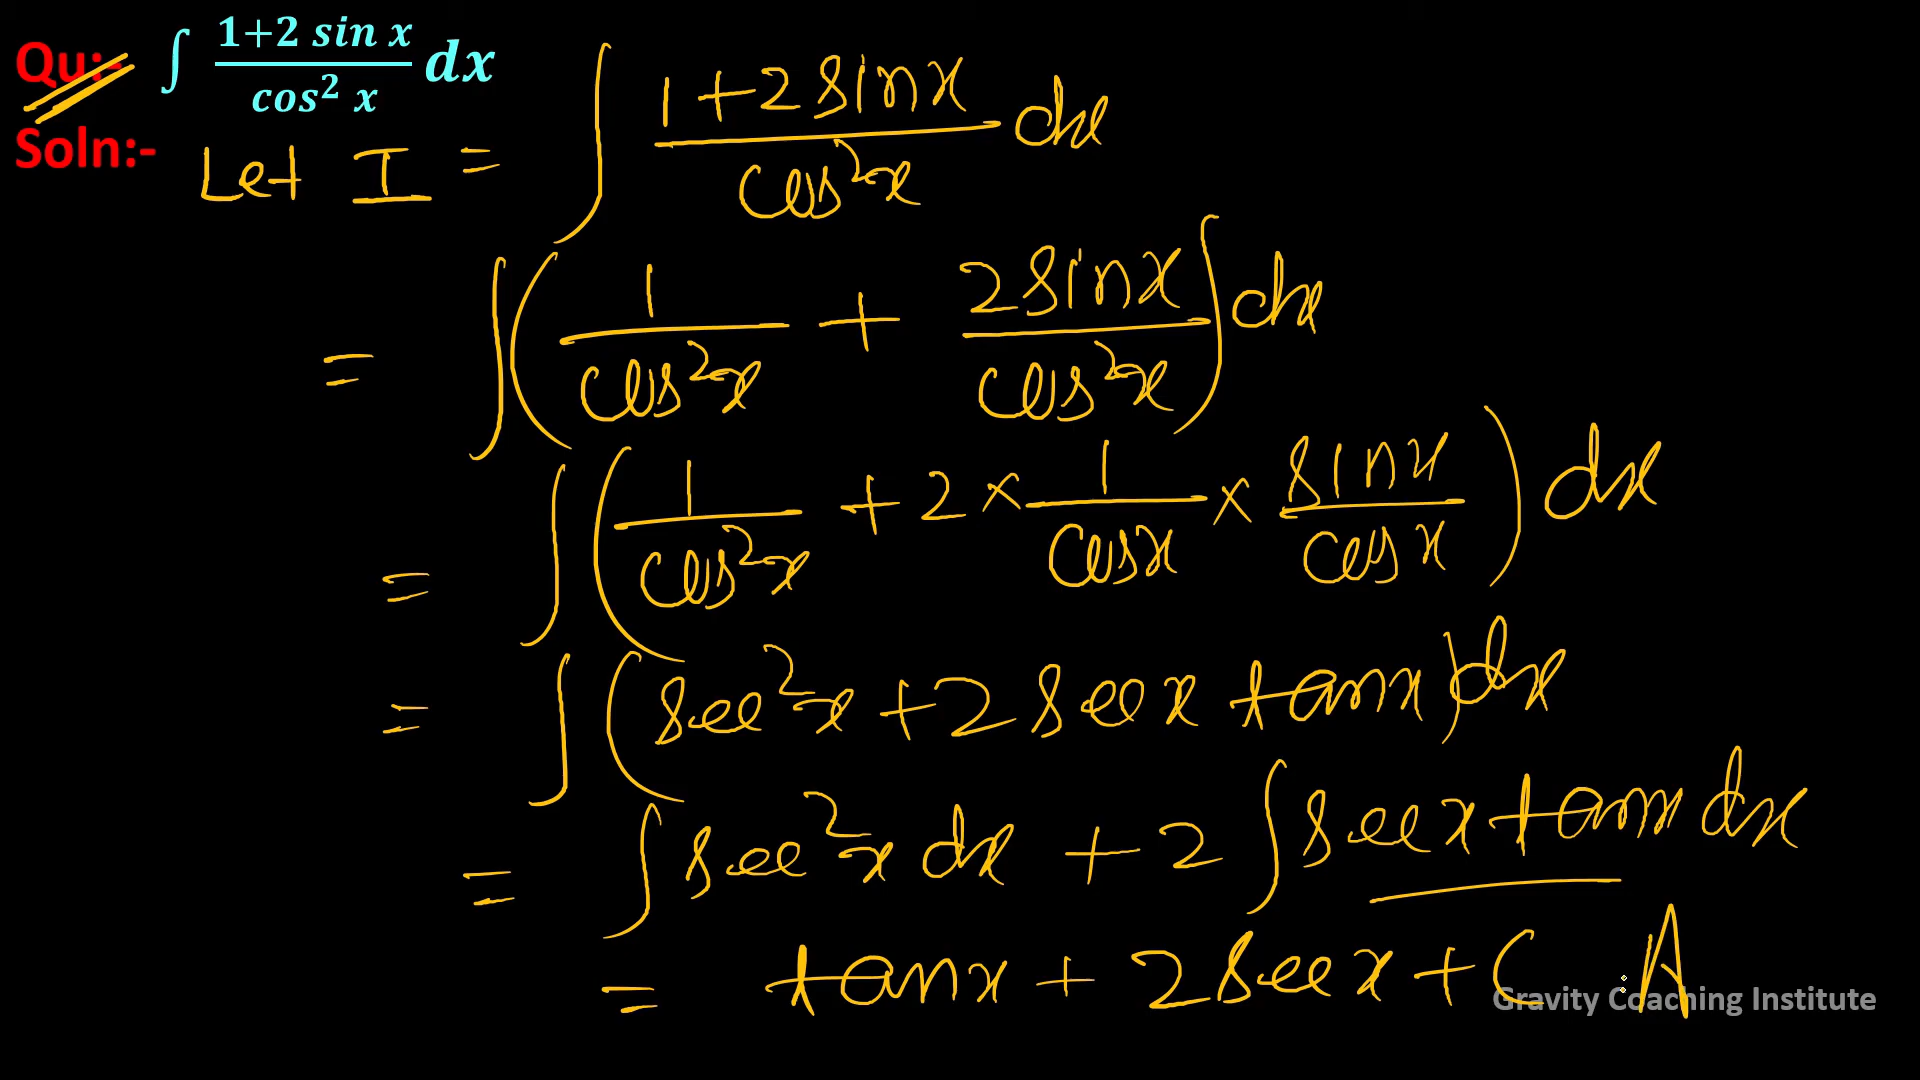 Qu:- ∫ (1+2 sin x)/(cos² x) dx
Soln:- Let I = ∫ (1+2sinx)/(cos²x) dx
= ∫ (1/(cos²x) + (2sinx)/(cos²x)) dx
= ∫ (1/(cos²x) + 2 × 1/(cosx) × (sinx)/(cosx)) dx
= ∫ (sec²x + 2 secx tanx) dx
= ∫ sec²x dx + 2 ∫ secx tanx dx
= tanx + 2secx + C A
Gravity Coaching Institute